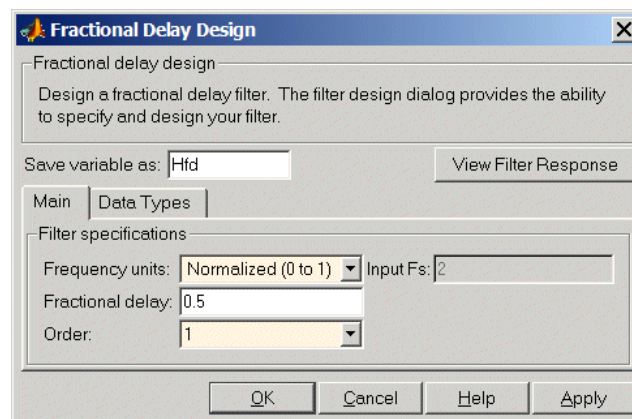 Fractional Delay Design
Fractional delay design
Design a fractional delay filter. The filter design dialog provides the ability
to specify and design your filter.
Save variable as: Hfd View Filter Response
Main Data Types
Filter specifications
Frequency units: Normalized (0 to 1) Input Fs: 2
Fractional delay: 0.5
Order: 1
OK Cancel Help Apply